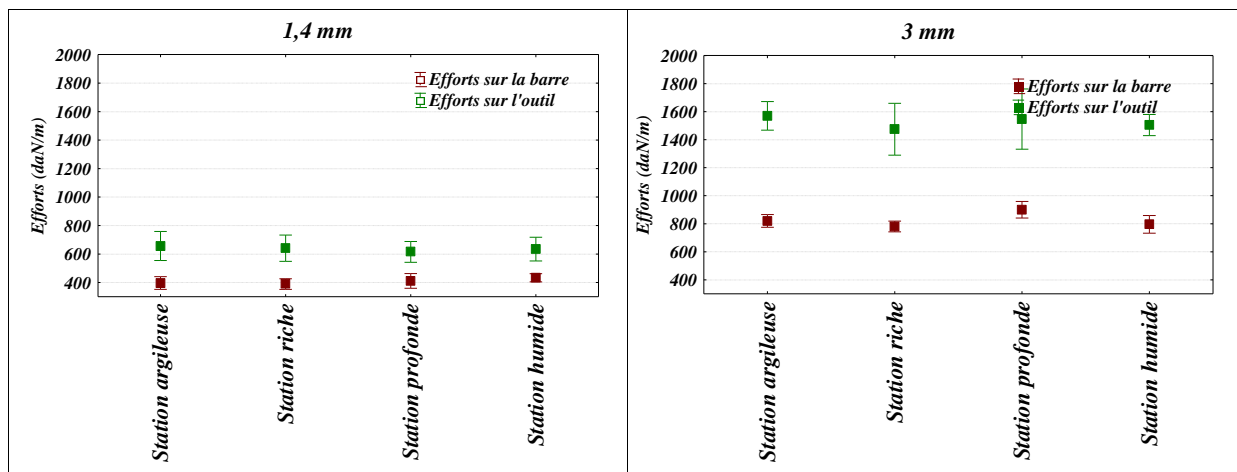 1,4 mm
Efforts (daN/m)
2000
1800
1600
1400
1200
1000
800
600
400
Efforts sur la barre
Efforts sur l'outil
Station argileuse
Station riche
Station profonde
Station humide
3 mm
Efforts (daN/m)
2000
1800
1600
1400
1200
1000
800
600
400
Efforts sur la barre
Efforts sur l'outil
Station argileuse
Station riche
Station profonde
Station humide